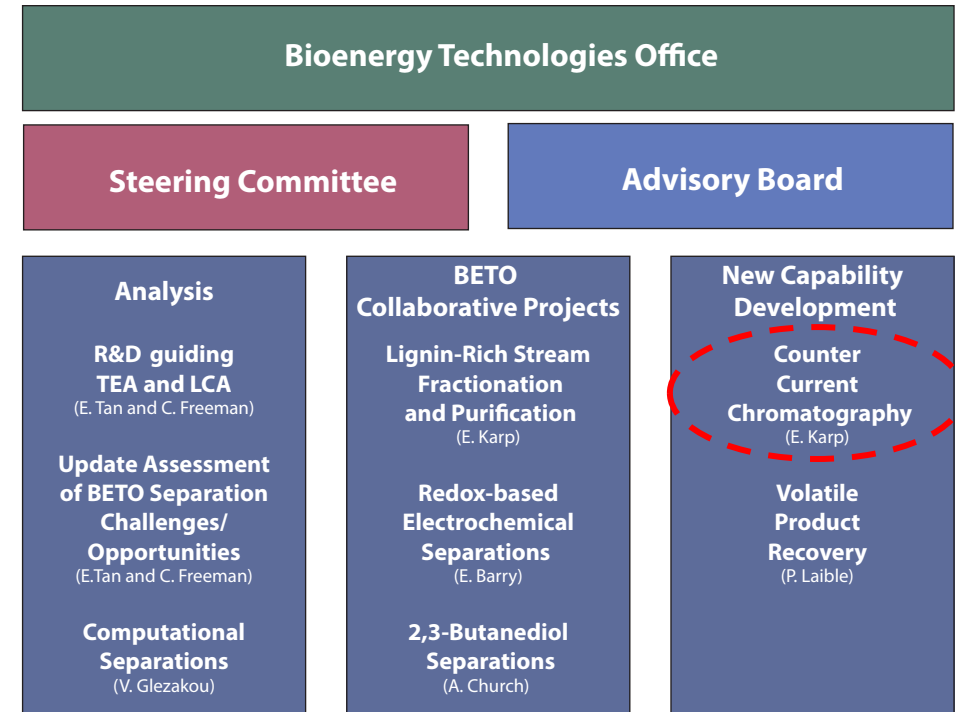 Bioenergy Technologies Office
Steering Committee
Advisory Board
Analysis
R&D guiding
TEA and LCA
(E. Tan and C. Freeman)
Update Assessment
of BETO Separation
Challenges/
Opportunities
(E.Tan and C. Freeman)
Computational
Separations
(V. Glezakou)
BETO
Collaborative Projects
Lignin-Rich Stream
Fractionation
and Purification
(E. Karp)
Redox-based
Electrochemical
Separations
(E. Barry)
2,3-Butanediol
Separations
(A. Church)
New Capability
Development
Counter
Current
Chromatography
(E. Karp)
Volatile
Product
Recovery
(P. Laible)